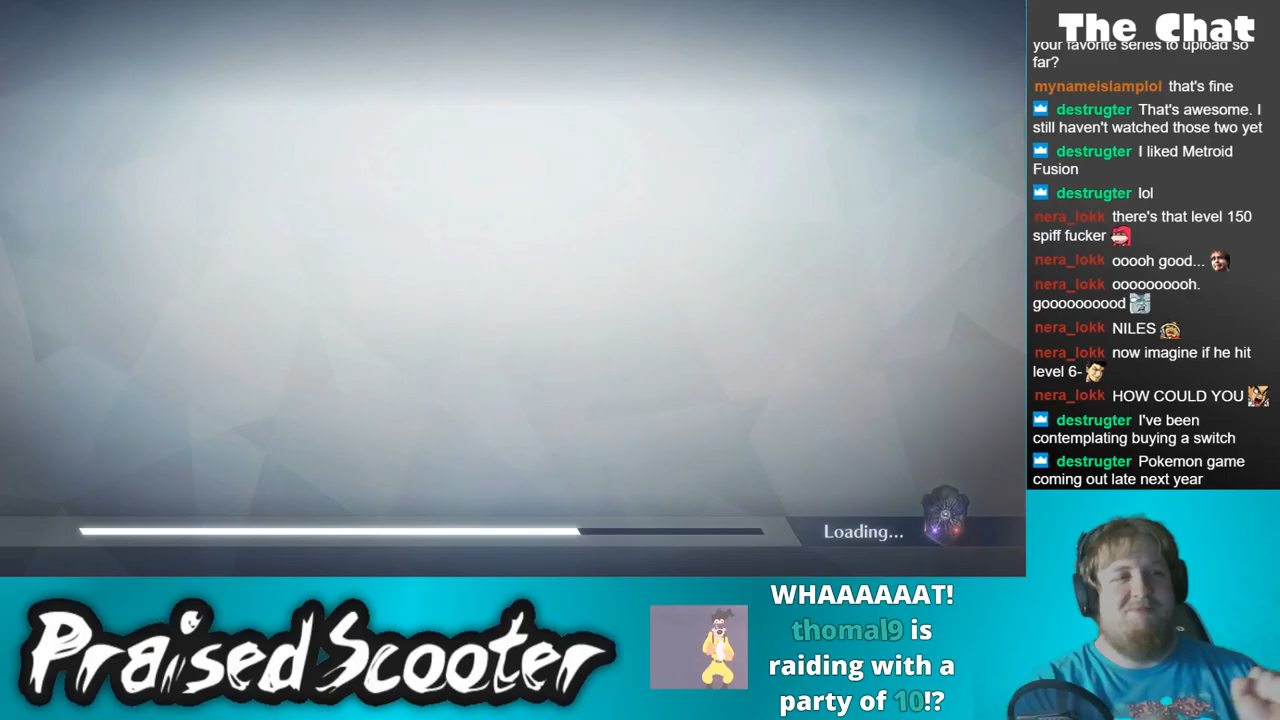 The Chat
your favorite series to upload so
far?
mynameislamplol that's fine
destrugter That's awesome. I
still haven't watched those two yet
destrugter I liked Metroid
Fusion
destrugter lol
nera_lokk there's that level 150
spiff fucker
nera_lokk ooooh good...
nera_lokk oooooooooh.
goooooooood
nera_lokk NILES
nera_lokk now imagine if he hit
level 6-
nera_lokk HOW COULD YOU
destrugter I've been
contemplating buying a switch
destrugter Pokemon game
coming out late next year
Loading...
PraisedScooter
WHAAAAAAT!
thomal9 is
raiding with a
party of 10!?